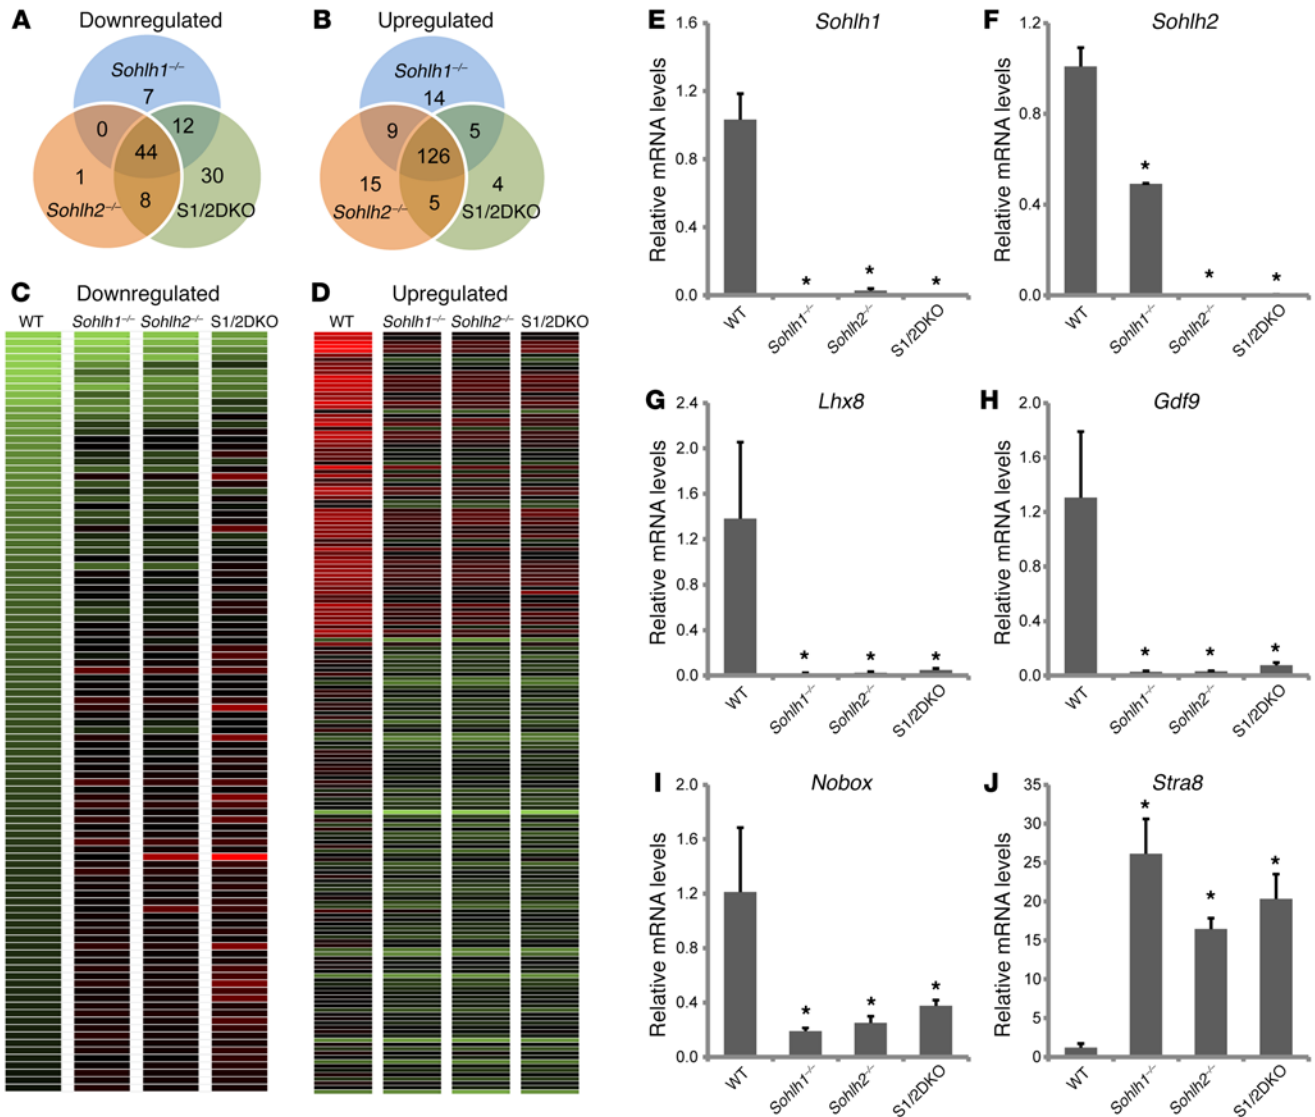 A Downregulated
Sohlh1–/–
7
0
12
44
1
30
8
Sohlh2–/–
S1/2DKO
B Upregulated
Sohlh1–/–
14
9
5
126
15
4
5
Sohlh2–/–
S1/2DKO
C Downregulated
WT Sohlh1–/– Sohlh2–/– S1/2DKO
D Upregulated
WT Sohlh1–/– Sohlh2–/– S1/2DKO
E Sohlh1
Relative mRNA levels
1.6
1.2
0.8
0.4
0.0
* * *
WT Sohlh1–/– Sohlh2–/– S1/2DKO
F Sohlh2
Relative mRNA levels
1.2
0.8
0.4
0.0
* * *
WT Sohlh1–/– Sohlh2–/– S1/2DKO
G Lhx8
Relative mRNA levels
2.4
2.0
1.6
1.2
0.8
0.4
0.0
* * *
WT Sohlh1–/– Sohlh2–/– S1/2DKO
H Gdf9
Relative mRNA levels
2.0
1.6
1.2
0.8
0.4
0.0
* * *
WT Sohlh1–/– Sohlh2–/– S1/2DKO
I Nobox
Relative mRNA levels
2.0
1.6
1.2
0.8
0.4
0.0
* * *
WT Sohlh1–/– Sohlh2–/– S1/2DKO
J Stra8
Relative mRNA levels
35
30
25
20
15
10
5
0
* * *
WT Sohlh1–/– Sohlh2–/– S1/2DKO